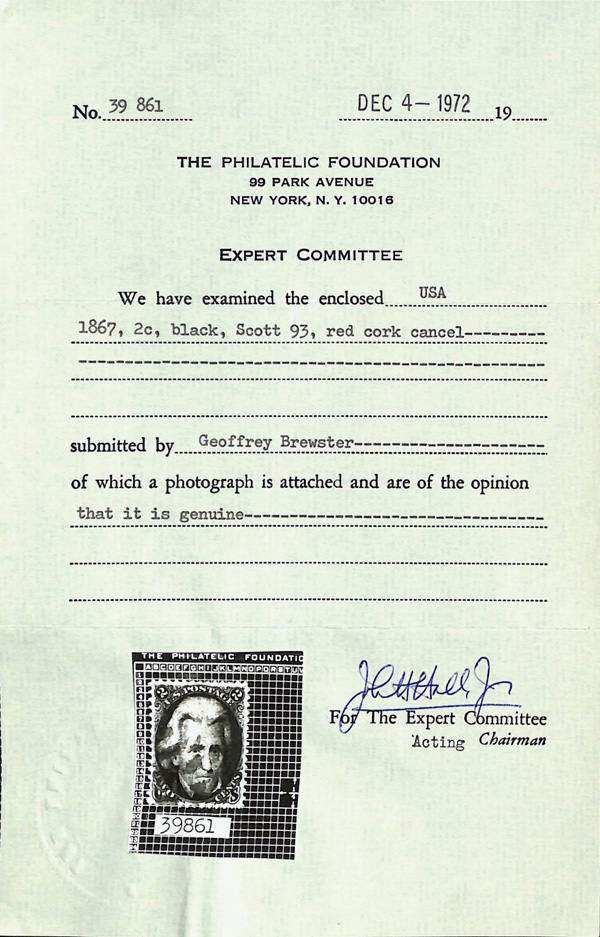 No. 39 861 DEC 4 - 1972 19
THE PHILATELIC FOUNDATION
99 PARK AVENUE
NEW YORK, N. Y. 10016
EXPERT COMMITTEE
We have examined the enclosed USA
1867, 2c, black, Scott 93, red cork cancel----------
submitted by Geoffrey Brewster----------------------
of which a photograph is attached and are of the opinion
that it is genuine----------------------------------
THE PHILATELIC FOUNDATIO
ABCDEFGHIJKLMNOPQRSTUV
POSTAGE
39861
For The Expert Committee
Acting Chairman